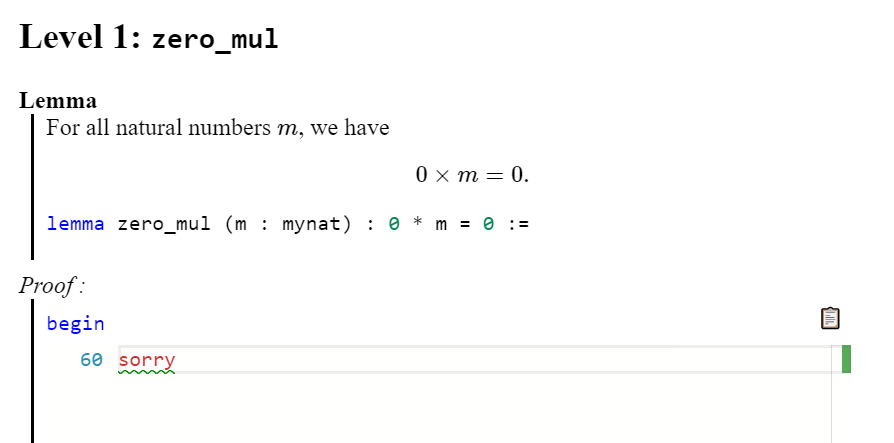 Level 1: zero_mul
Lemma
For all natural numbers m, we have
0 × m = 0.
lemma zero_mul (m : mynat) : 0 * m = 0 :=
Proof :
begin
60 sorry